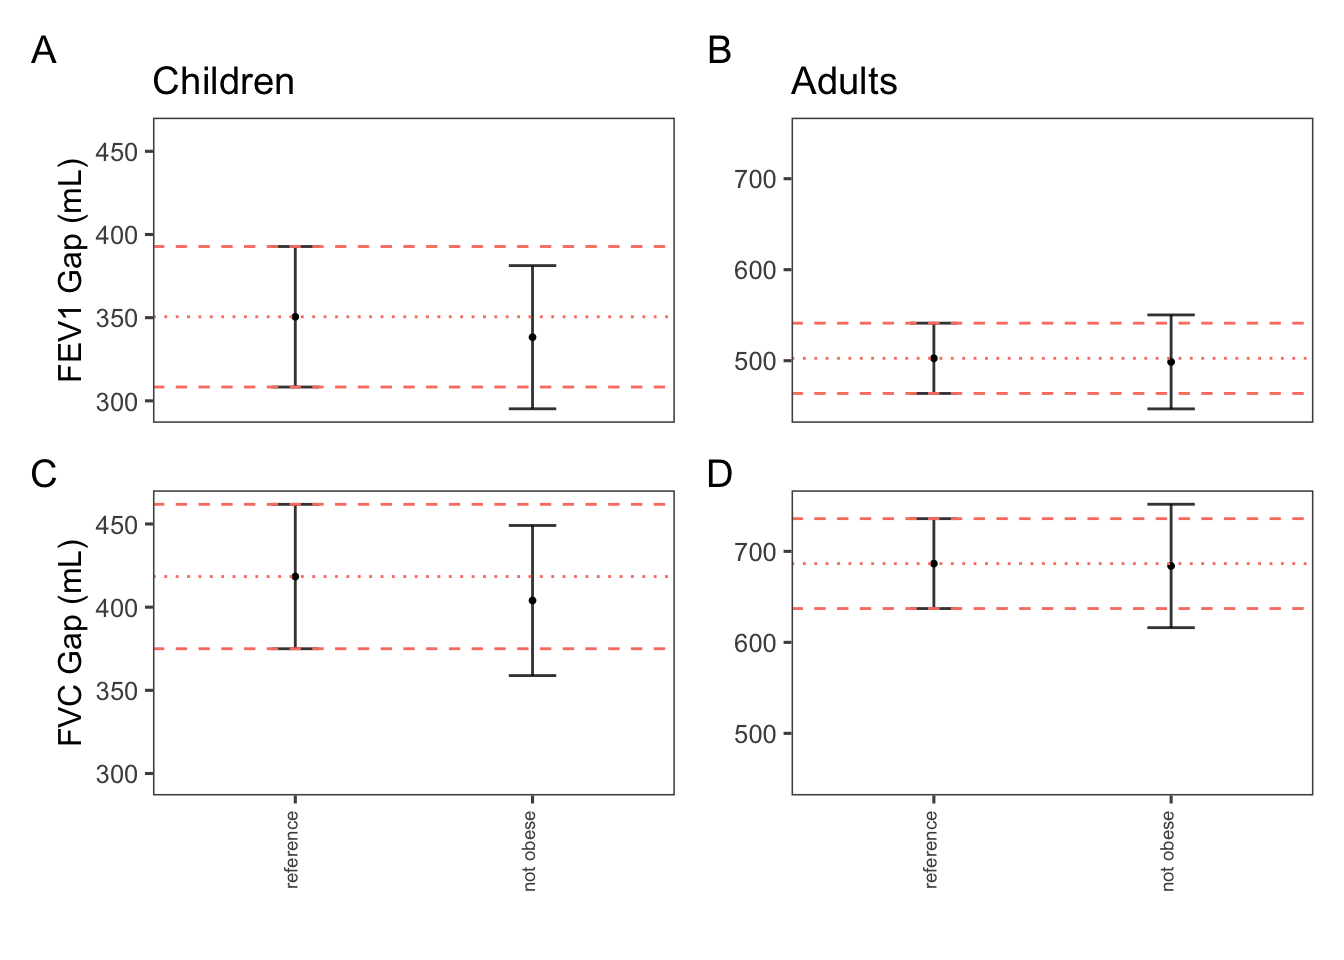 A
Children
B
Adults
FEV1 Gap (mL)
450
400
350
300
700
600
500
C
D
FVC Gap (mL)
450
400
350
300
700
600
500
reference
not obese
reference
not obese